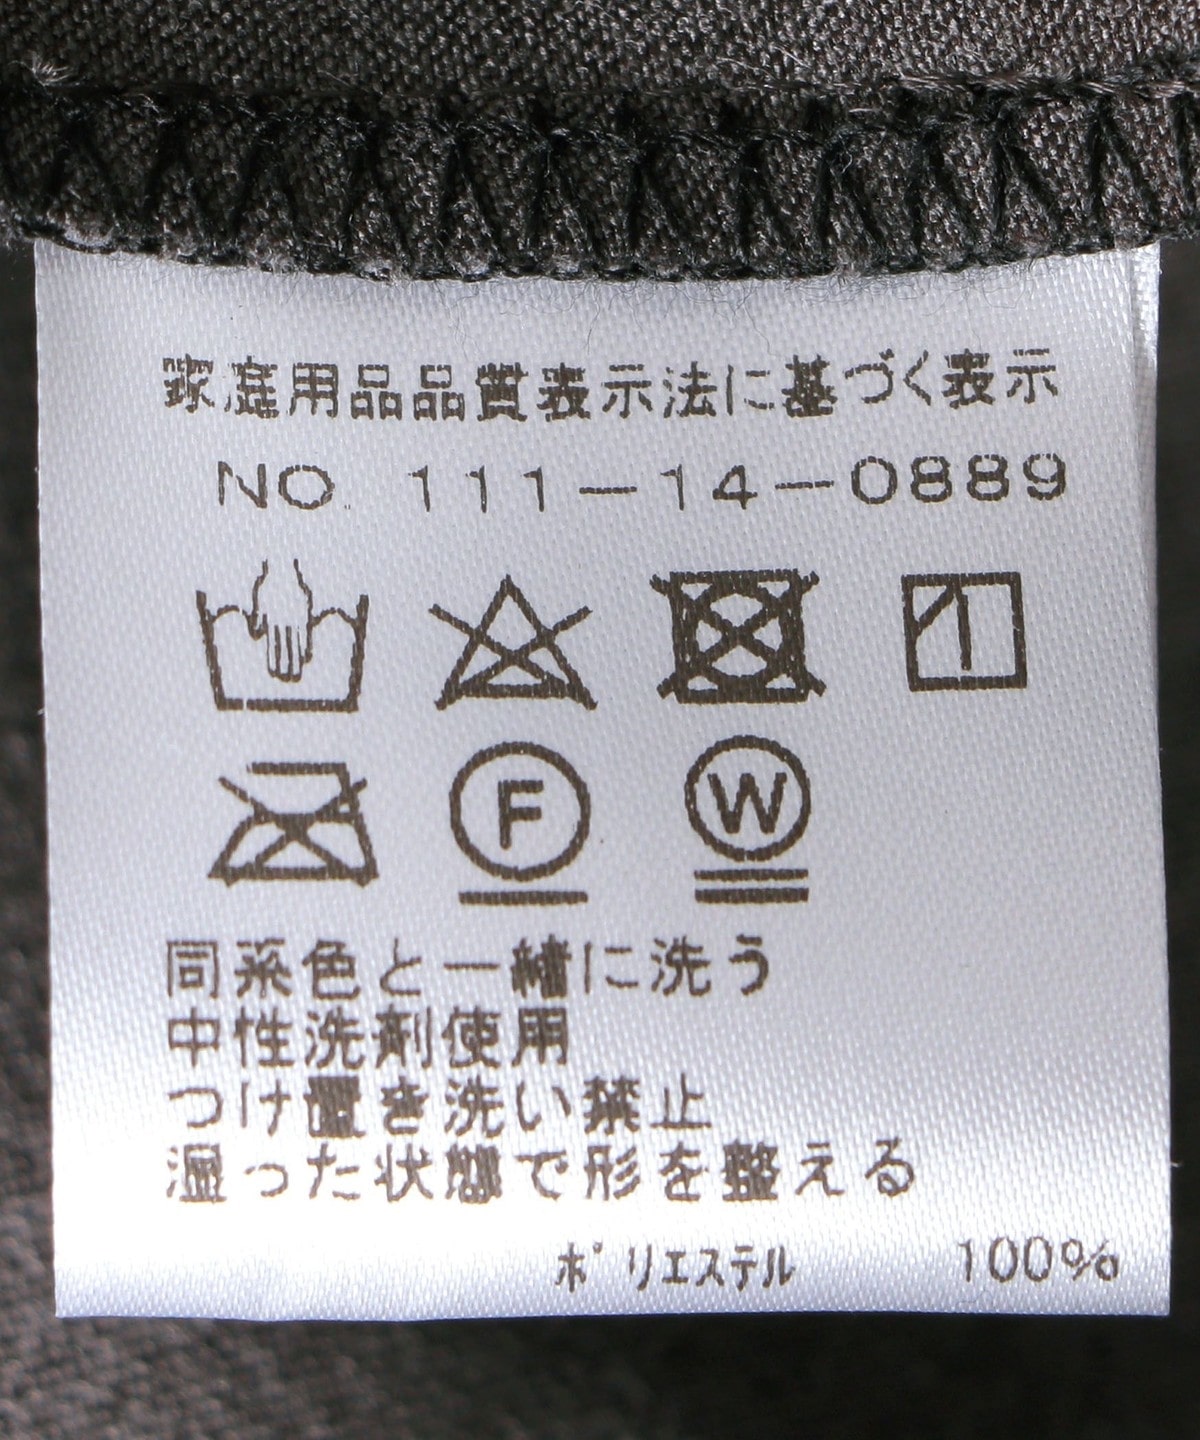 家庭用品品質表示法に基づく表示
NO. 111-14-0889
F W
同系色と一緒に洗う
中性洗剤使用
つけ置き洗い禁止
湿った状態で形を整える
ポリエステル 100%